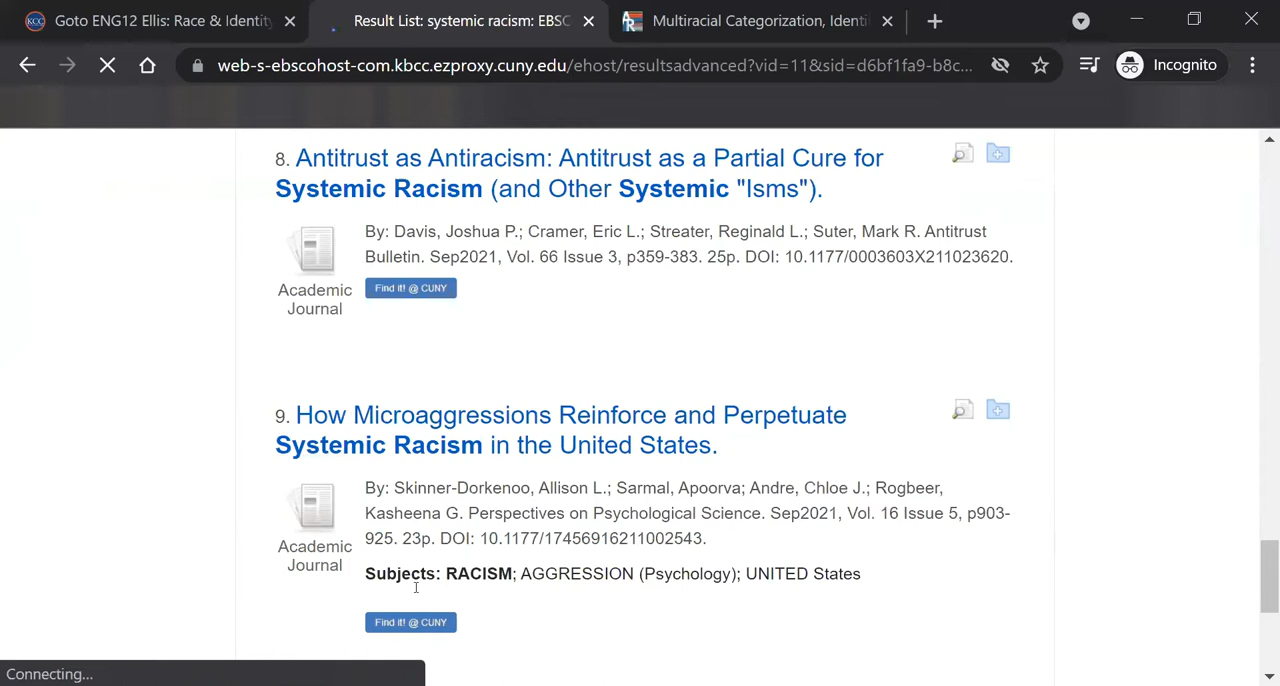 Goto ENG12 Ellis: Race & Identity
Result List: systemic racism: EBSC
Multiracial Categorization, Identi
web-s-ebscohost-com.kbcc.ezproxy.cuny.edu/ehost/resultsadvanced?vid=11&sid=d6bf1fa9-b8c...
Incognito
8. Antitrust as Antiracism: Antitrust as a Partial Cure for
Systemic Racism (and Other Systemic "Isms").
By: Davis, Joshua P.; Cramer, Eric L.; Streater, Reginald L.; Suter, Mark R. Antitrust
Bulletin. Sep2021, Vol. 66 Issue 3, p359-383. 25p. DOI: 10.1177/0003603X211023620.
Academic
Journal
Find it! @ CUNY
9. How Microaggressions Reinforce and Perpetuate
Systemic Racism in the United States.
By: Skinner-Dorkenoo, Allison L.; Sarmal, Apoorva; Andre, Chloe J.; Rogbeer,
Kasheena G. Perspectives on Psychological Science. Sep2021, Vol. 16 Issue 5, p903-
925. 23p. DOI: 10.1177/17456916211002543.
Academic
Journal
Subjects: RACISM; AGGRESSION (Psychology); UNITED States
Find it! @ CUNY
Connecting...